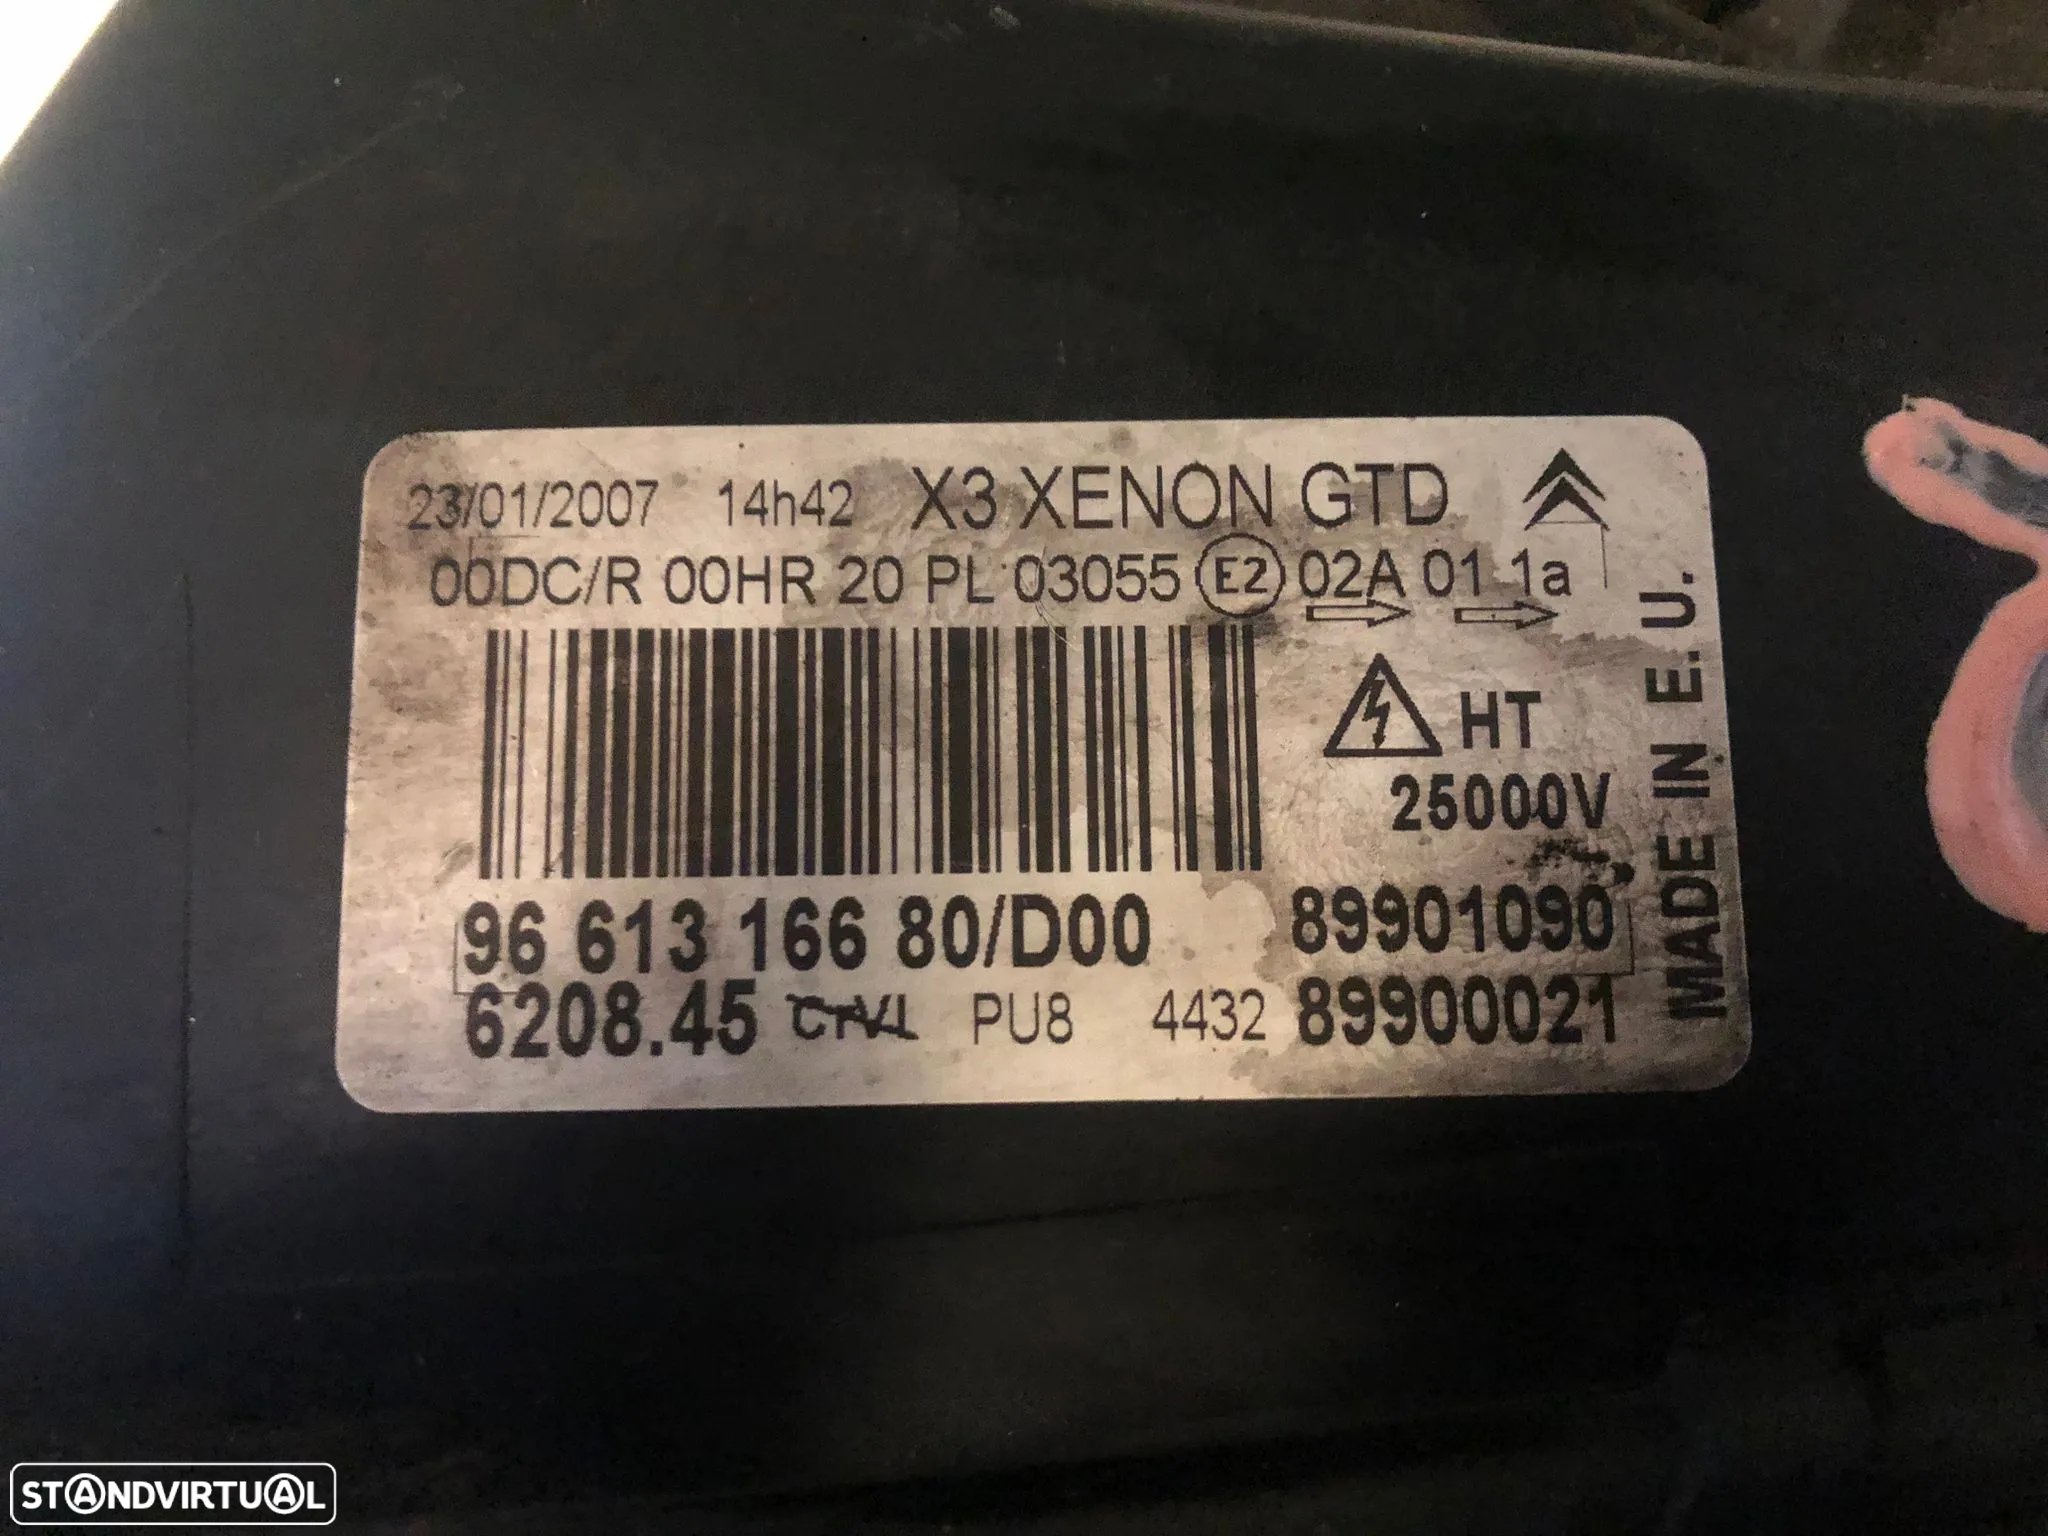 23/01/2007 14h42 X3 XENON GTD
00DC/R 00HR 20 PL 03055 E2 02A 01 1a
HT
25000V
96 613 166 80/D00 89901090
6208.45 PU8 4432 89900021
MADE IN E.U.
STANDVIRTUAL